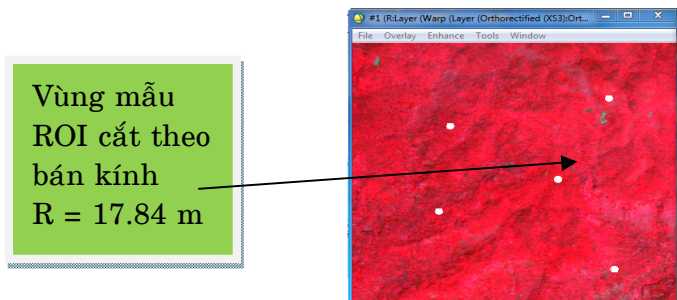 #1 (R:Layer (Warp (Layer (Orthorectified (XS3):Ort...
File Overlay Enhance Tools Window
Vùng mẫu
ROI cắt theo
bán kính
R = 17.84 m